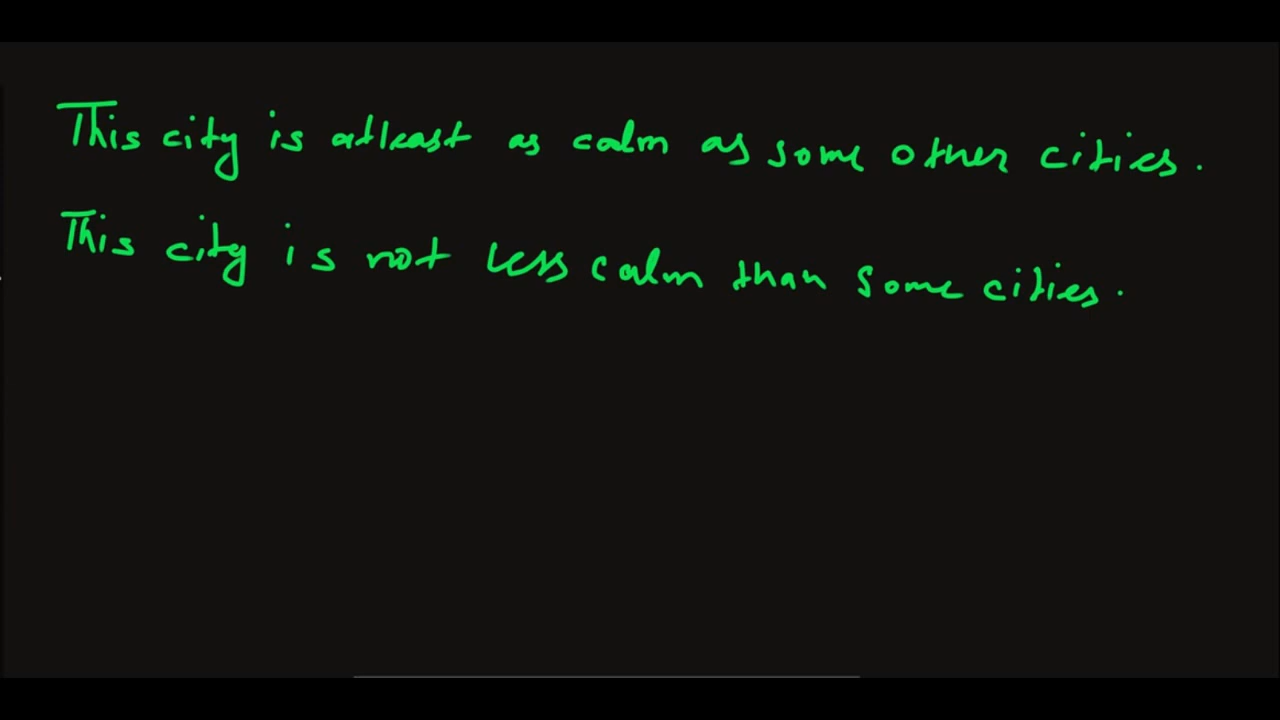 This city is atleast as calm as some other cities.
This city is not less calm than some cities.